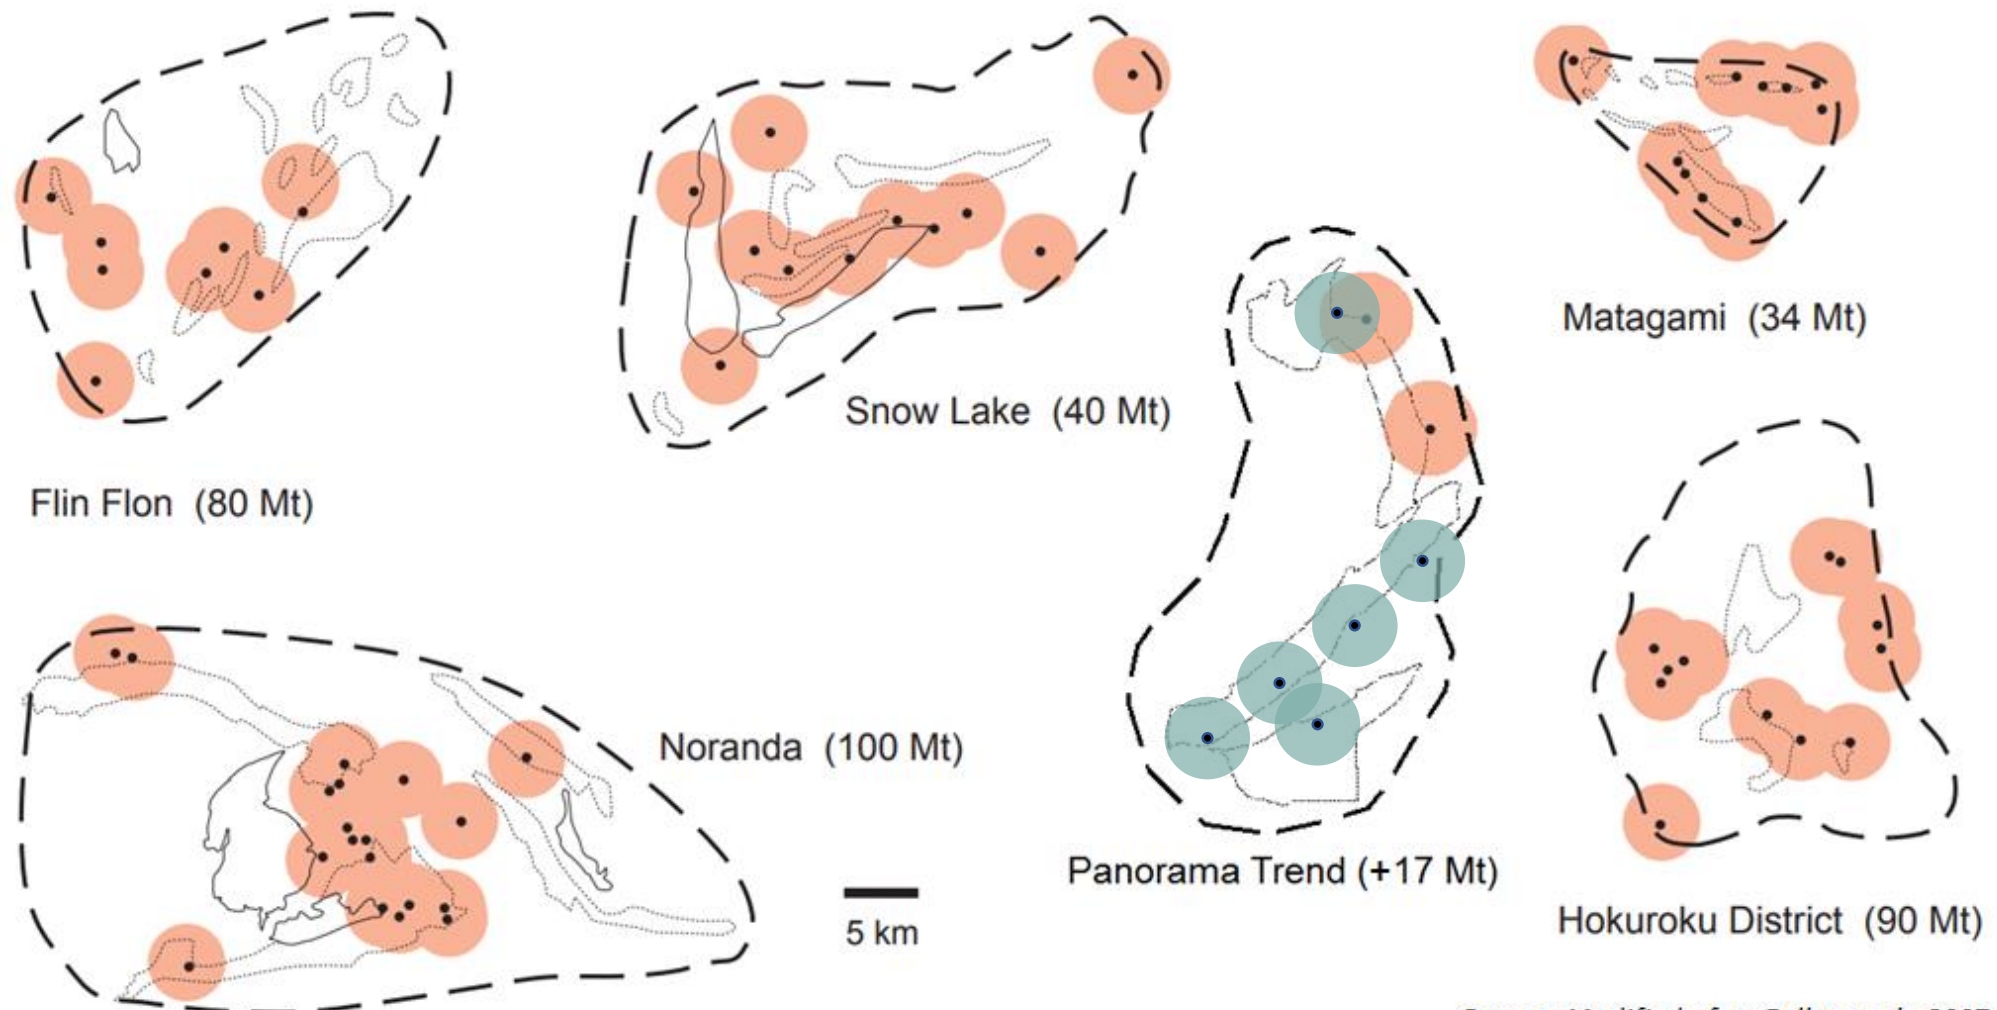 Matagami (34 Mt)
Snow Lake (40 Mt)
Flin Flon (80 Mt)
Noranda (100 Mt)
Panorama Trend (+17 Mt)
Hokuroku District (90 Mt)
5 km